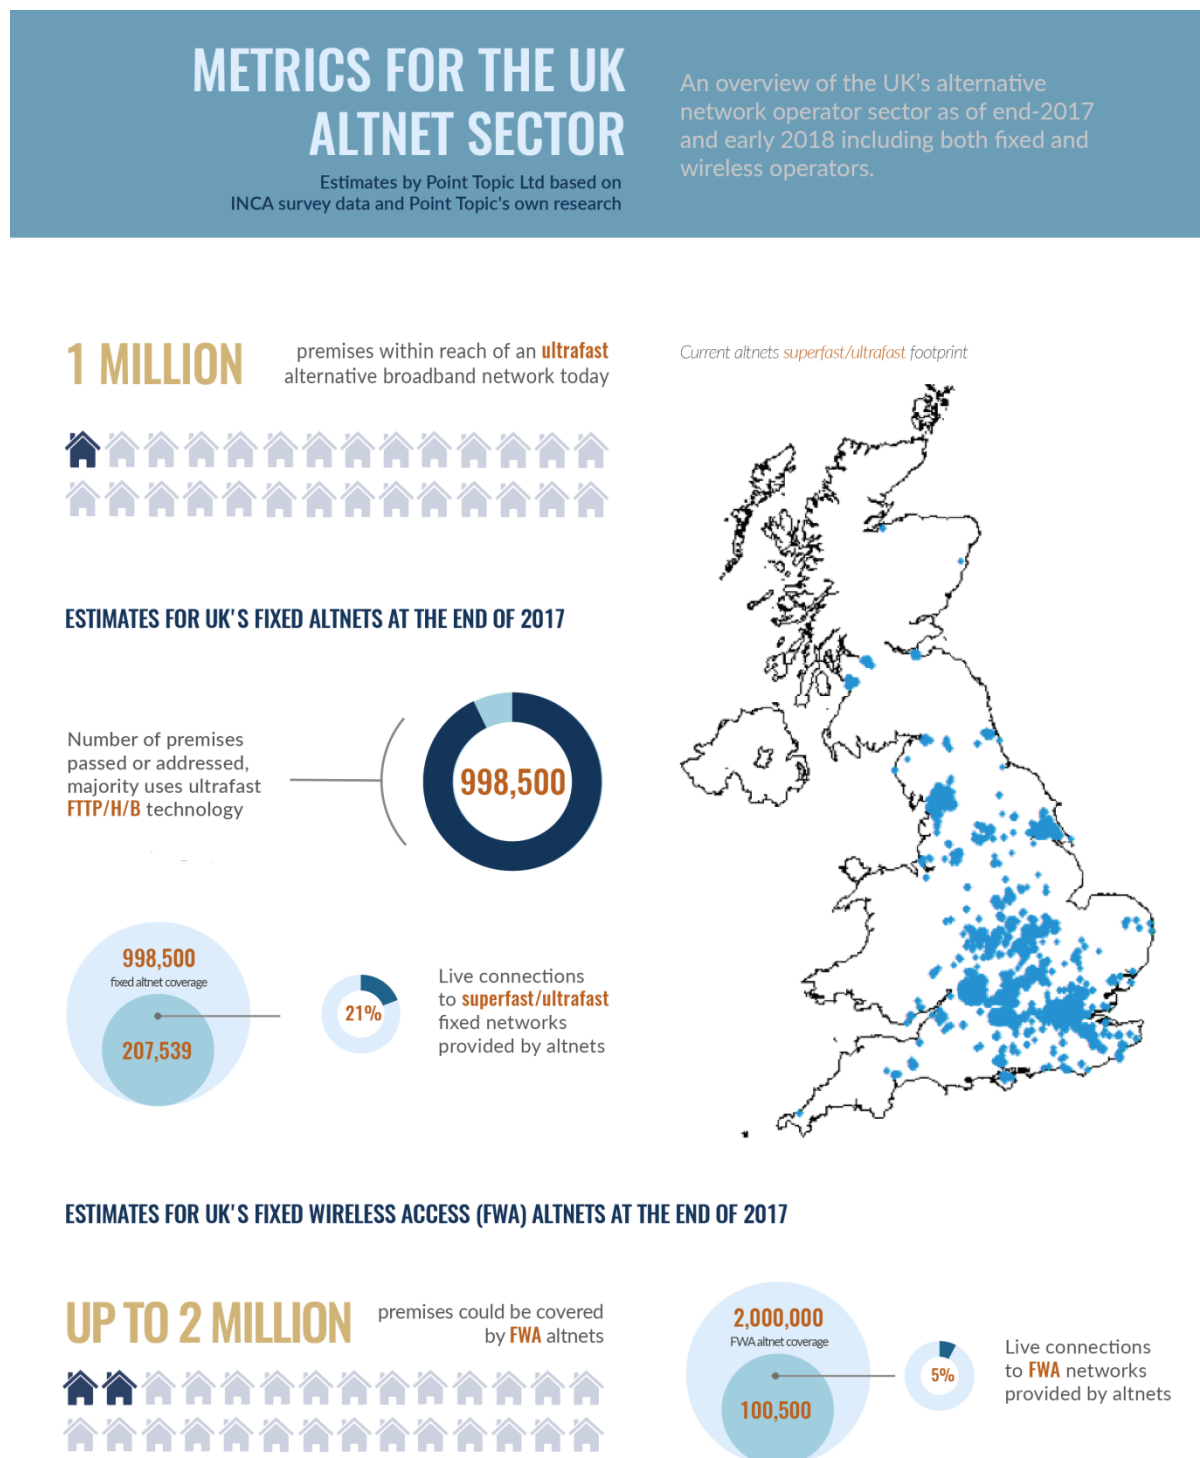 METRICS FOR THE UK
ALTNET SECTOR
Estimates by Point Topic Ltd based on
INCA survey data and Point Topic's own research
An overview of the UK's alternative
network operator sector as of end-2017
and early 2018 including both fixed and
wireless operators.
1 MILLION
premises within reach of an ultrafast
alternative broadband network today
Current altnets superfast/ultrafast footprint
ESTIMATES FOR UK'S FIXED ALTNETS AT THE END OF 2017
Number of premises
passed or addressed,
majority uses ultrafast
FTTP/H/B technology
998,500
998,500
fixed altnet coverage
207,539
21%
Live connections
to superfast/ultrafast
fixed networks
provided by altnets
ESTIMATES FOR UK'S FIXED WIRELESS ACCESS (FWA) ALTNETS AT THE END OF 2017
UP TO 2 MILLION
premises could be covered
by FWA altnets
2,000,000
FWA altnet coverage
100,500
5%
Live connections
to FWA networks
provided by altnets